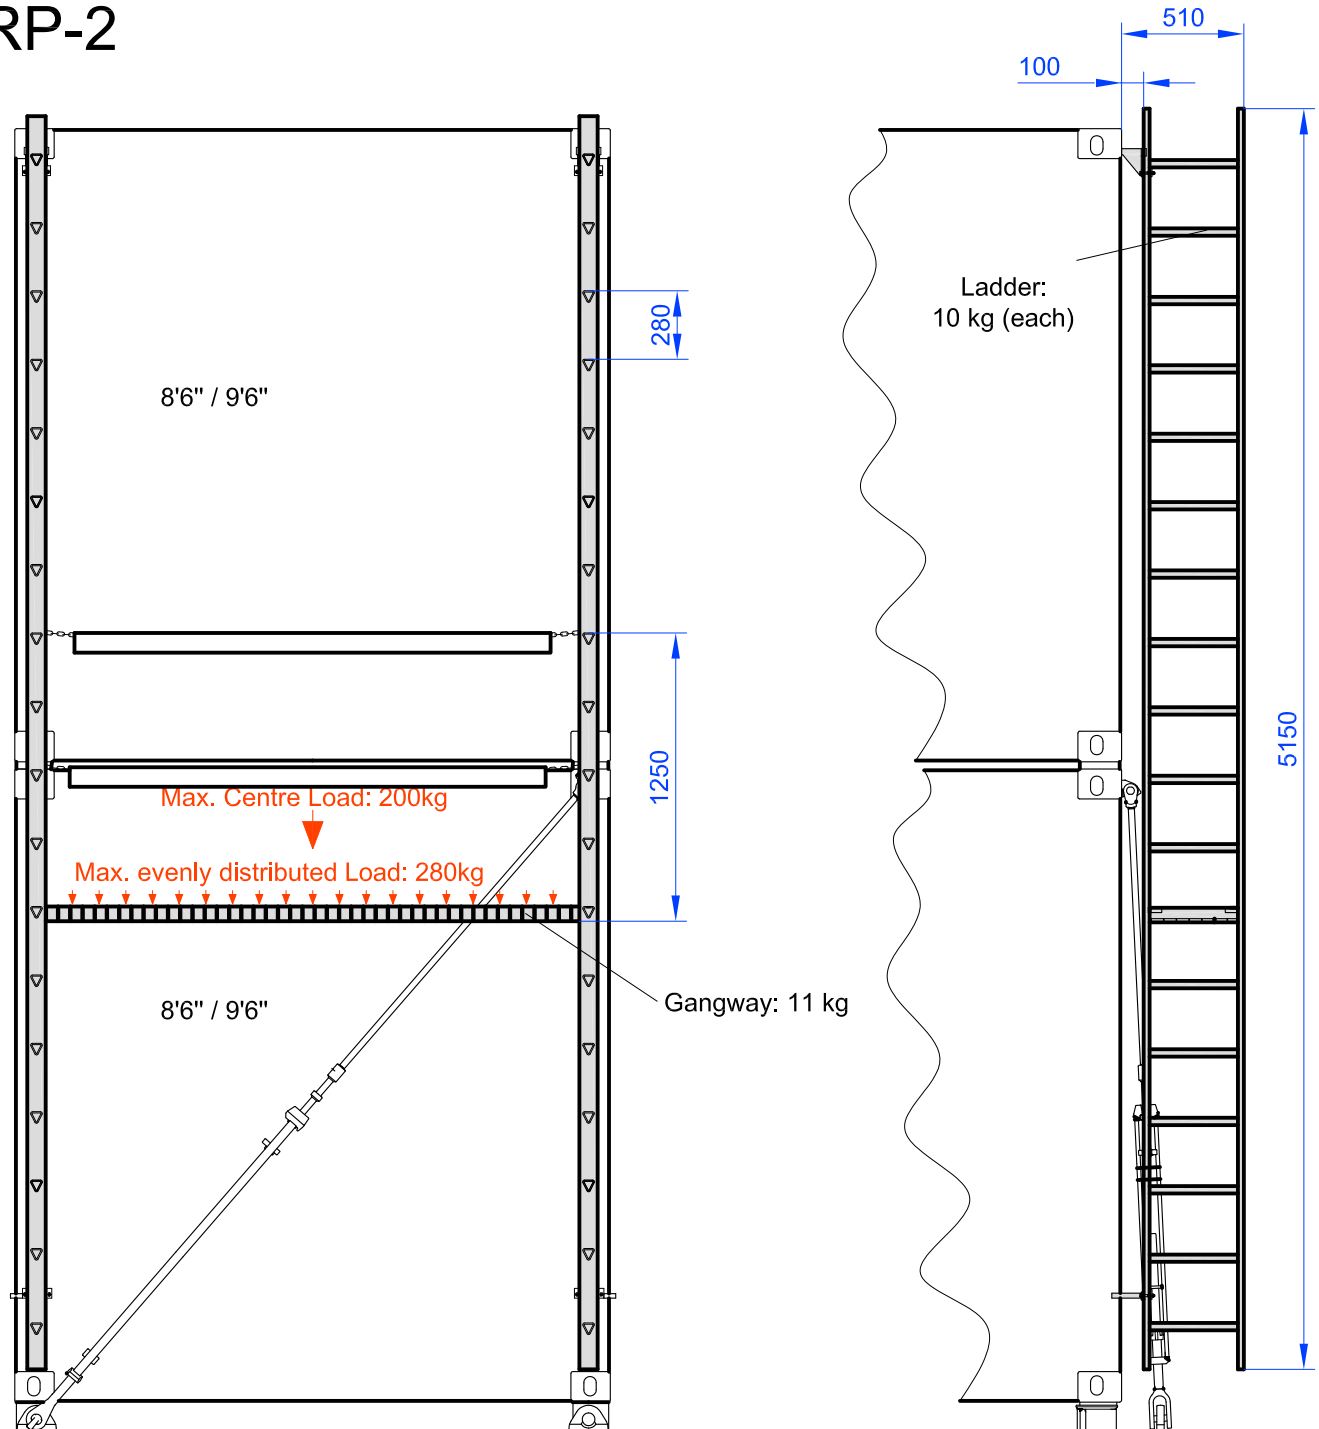 RP-2
510
100
Ladder:
10 kg (each)
280
8'6" / 9'6"
1250
5150
Max. Centre Load: 200kg
Max. evenly distributed Load: 280kg
Gangway: 11 kg
8'6" / 9'6"